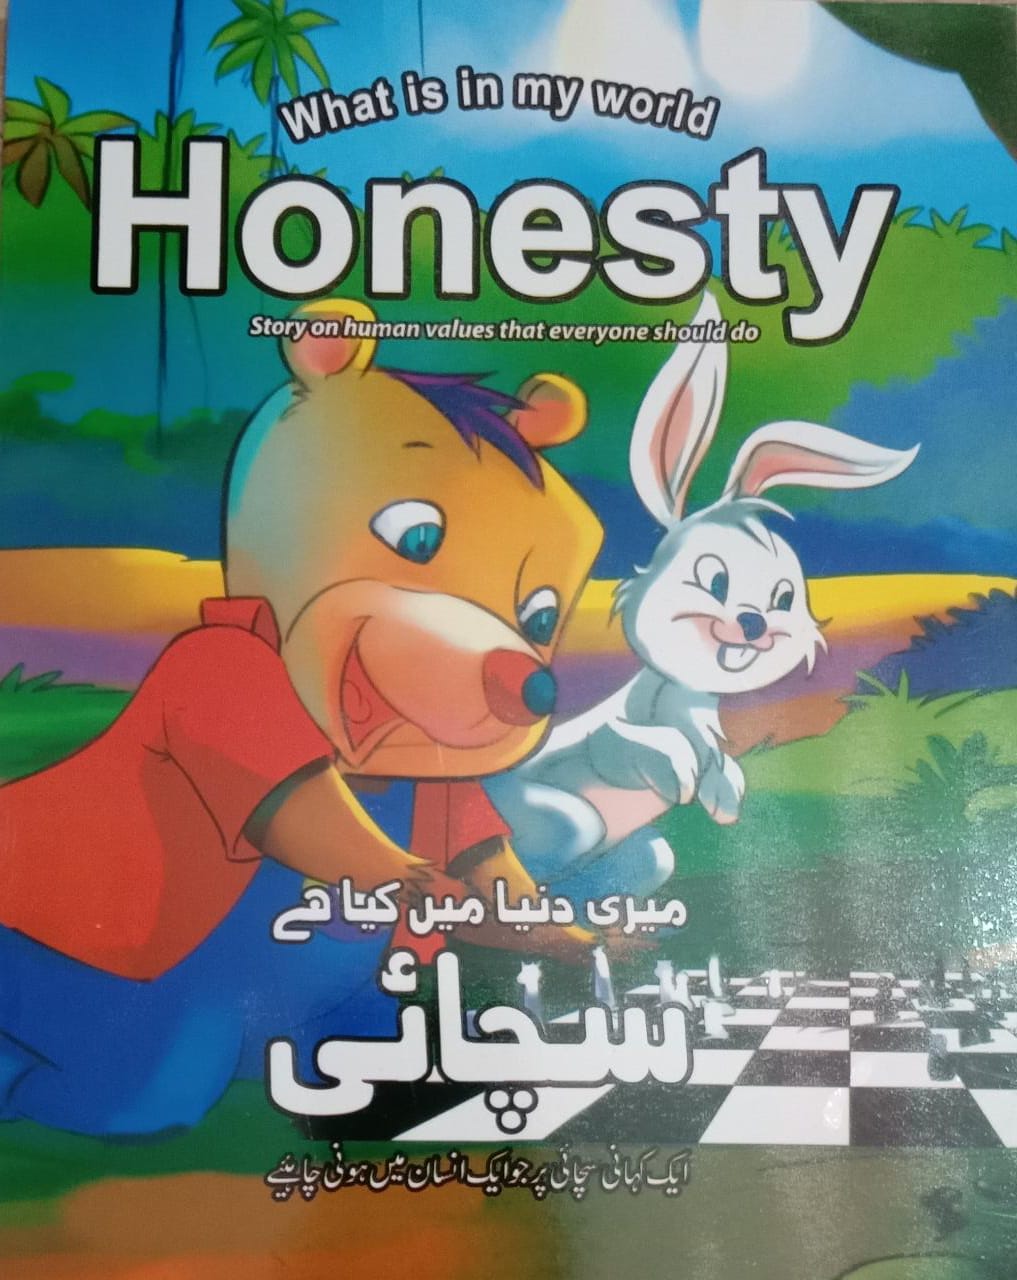 What is in my world
Honesty
Story on human values that everyone should do
میری دنیا میں کیا ھے
سچائی
ایک کہانی سچائی پر جو ایک انسان میں ہونی چاہئیے